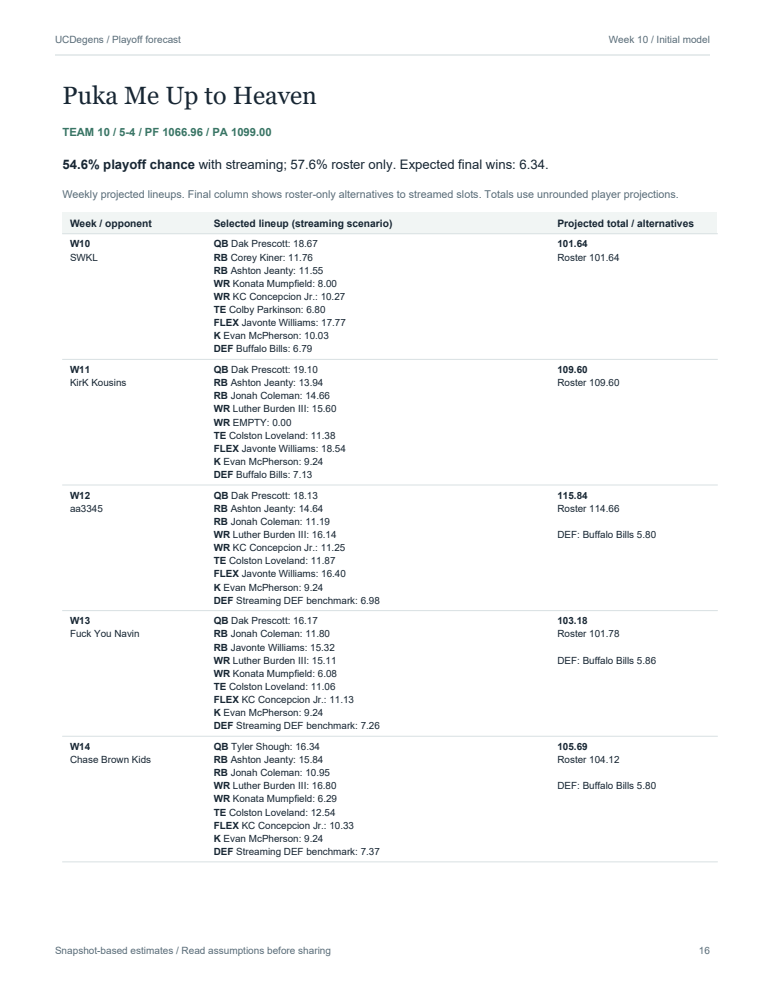 UCDegens / Playoff forecast
Week 10 / Initial model
Puka Me Up to Heaven
TEAM 10 / 5-4 / PF 1066.96 / PA 1099.00
54.6% playoff chance with streaming; 57.6% roster only. Expected final wins: 6.34.
Weekly projected lineups. Final column shows roster-only alternatives to streamed slots. Totals use unrounded player projections.
Week / opponent
Selected lineup (streaming scenario)
Projected total / alternatives
W10
SWKL
QB Dak Prescott: 18.67
RB Corey Kiner: 11.76
RB Ashton Jeanty: 11.55
WR Konata Mumpfield: 8.00
WR KC Concepcion Jr.: 10.27
TE Colby Parkinson: 6.80
FLEX Javonte Williams: 17.77
K Evan McPherson: 10.03
DEF Buffalo Bills: 6.79
101.64
Roster 101.64
W11
KirK Kousins
QB Dak Prescott: 19.10
RB Ashton Jeanty: 13.94
RB Jonah Coleman: 14.66
WR Luther Burden III: 15.60
WR EMPTY: 0.00
TE Colston Loveland: 11.38
FLEX Javonte Williams: 18.54
K Evan McPherson: 9.24
DEF Buffalo Bills: 7.13
109.60
Roster 109.60
W12
aa3345
QB Dak Prescott: 18.13
RB Ashton Jeanty: 14.64
RB Jonah Coleman: 11.19
WR Luther Burden III: 16.14
WR KC Concepcion Jr.: 11.25
TE Colston Loveland: 11.87
FLEX Javonte Williams: 16.40
K Evan McPherson: 9.24
DEF Streaming DEF benchmark: 6.98
115.84
Roster 114.66
DEF: Buffalo Bills 5.80
W13
Fuck You Navin
QB Dak Prescott: 16.17
RB Jonah Coleman: 11.80
RB Javonte Williams: 15.32
WR Luther Burden III: 15.11
WR Konata Mumpfield: 6.08
TE Colston Loveland: 11.06
FLEX KC Concepcion Jr.: 11.13
K Evan McPherson: 9.24
DEF Streaming DEF benchmark: 7.26
103.18
Roster 101.78
DEF: Buffalo Bills 5.86
W14
Chase Brown Kids
QB Tyler Shough: 16.34
RB Ashton Jeanty: 15.84
RB Jonah Coleman: 10.95
WR Luther Burden III: 16.80
WR Konata Mumpfield: 6.29
TE Colston Loveland: 12.54
FLEX KC Concepcion Jr.: 10.33
K Evan McPherson: 9.24
DEF Streaming DEF benchmark: 7.37
105.69
Roster 104.12
DEF: Buffalo Bills 5.80
Snapshot-based estimates / Read assumptions before sharing
16